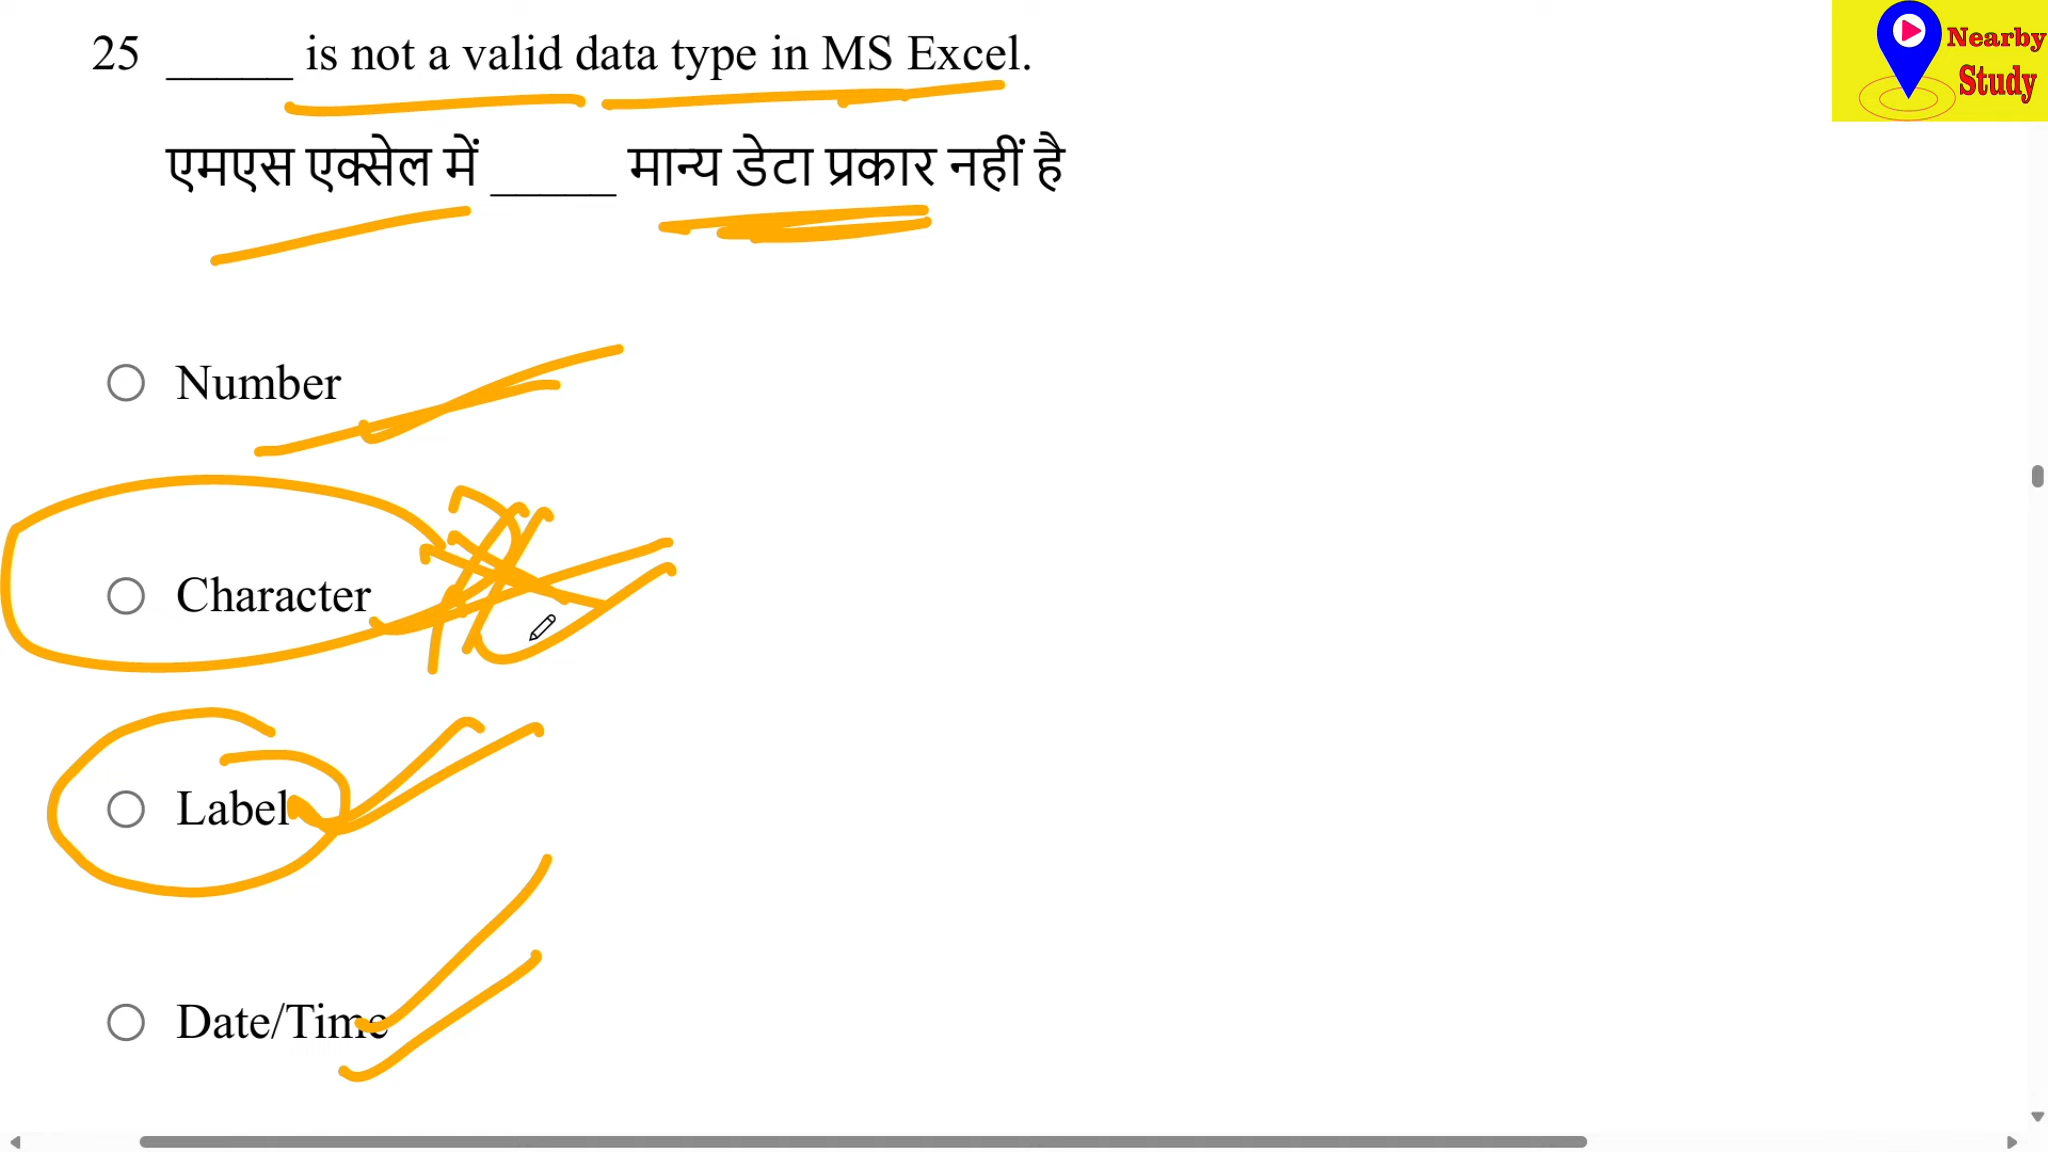 25 _____ is not a valid data type in MS Excel.
एमएस एक्सेल में _____ मान्य डेटा प्रकार नहीं है
Number
Character
Label
Date/Time
Nearby
Study